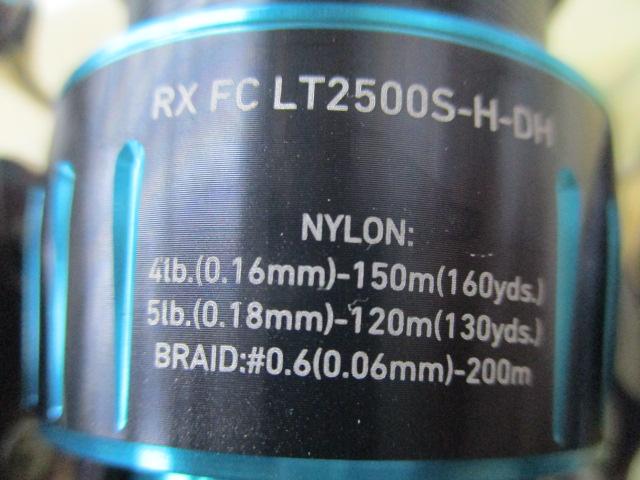 RX FC LT2500S-H-DH
NYLON:
4lb.(0.16mm)-150m(160yds.)
5lb.(0.18mm)-120m(130yds.)
BRAID:#0.6(0.06mm)-200m